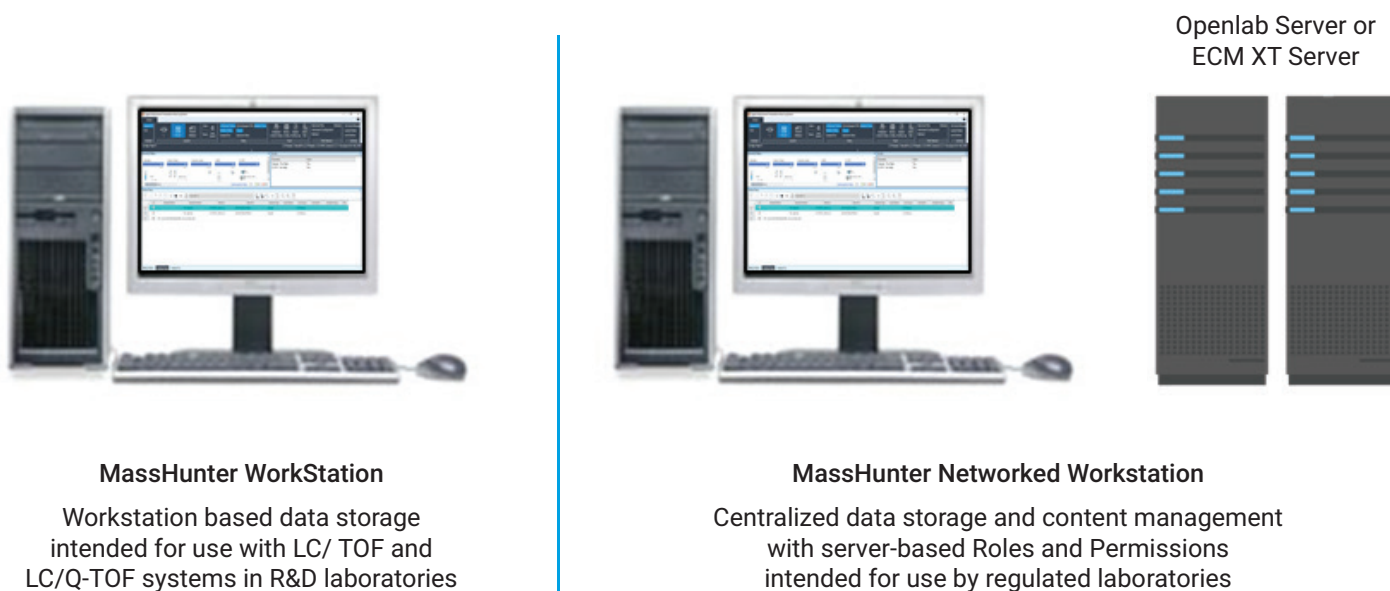 Openlab Server or
ECM XT Server
MassHunter WorkStation
Workstation based data storage
intended for use with LC/ TOF and
LC/Q-TOF systems in R&D laboratories
MassHunter Networked Workstation
Centralized data storage and content management
with server-based Roles and Permissions
intended for use by regulated laboratories